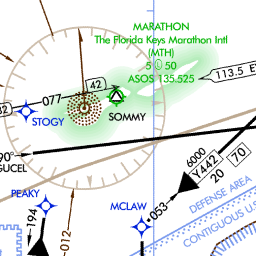 MARATHON
The Florida Keys Marathon Intl
(MTH)
5 L 50
ASOS 135.525
113.5 E
42
077
STOGY
SOMMY
90°
GUCEL
6000
Y442
70
20
PEAKY
MCLAW
053
194
012
DEFENSE AREA
CONTIGUOUS U.S.